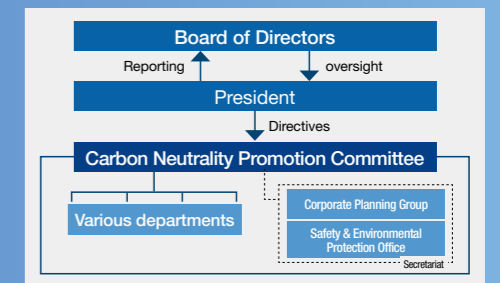 Board of Directors
Reporting
oversight
President
Directives
Carbon Neutrality Promotion Committee
Various departments
Corporate Planning Group
Safety & Environmental
Protection Office
Secretariat